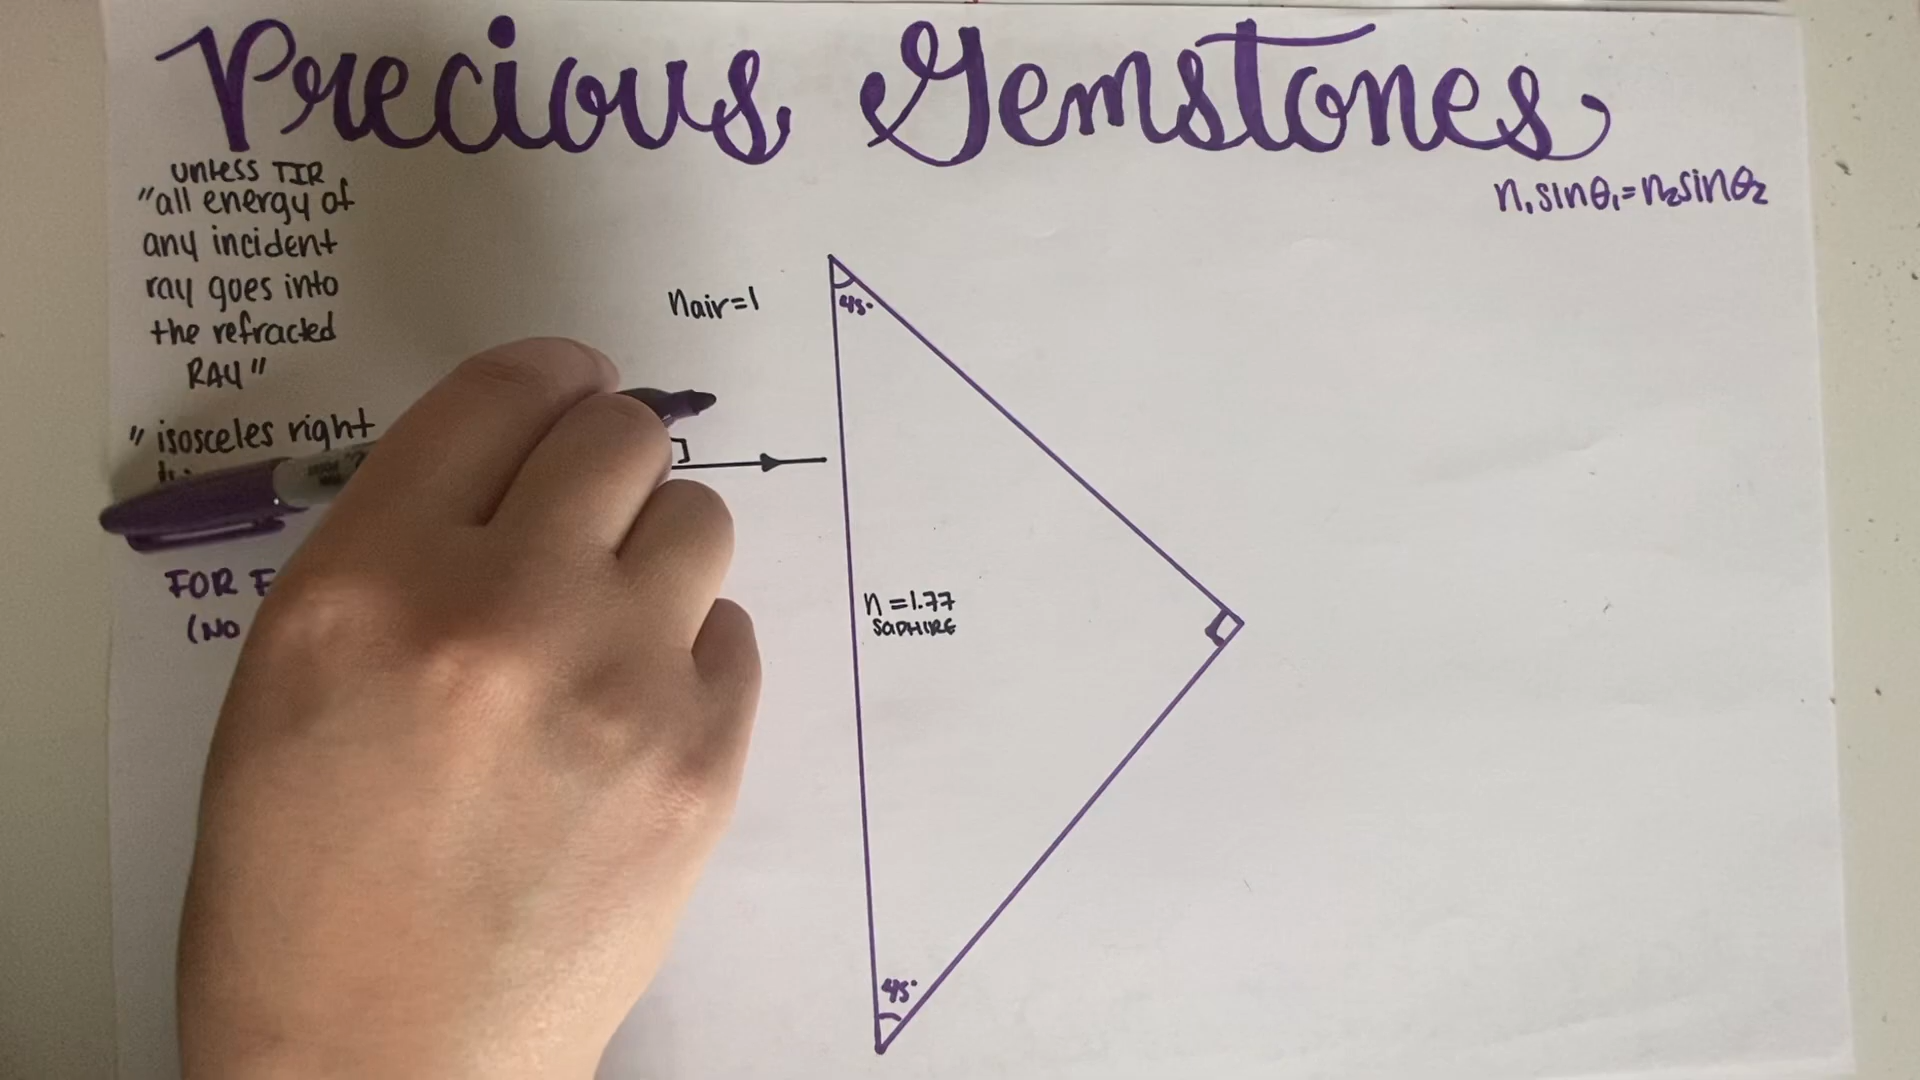 Precious Gemstones
unless TIR
"all energy of
any incident
ray goes into
the refracted
RAY"
" isosceles right
FOR
(NO
nair=1
n₁sinθ₁=n₂sinθ₂
45°
n=1.77
SAPHIRE
45°